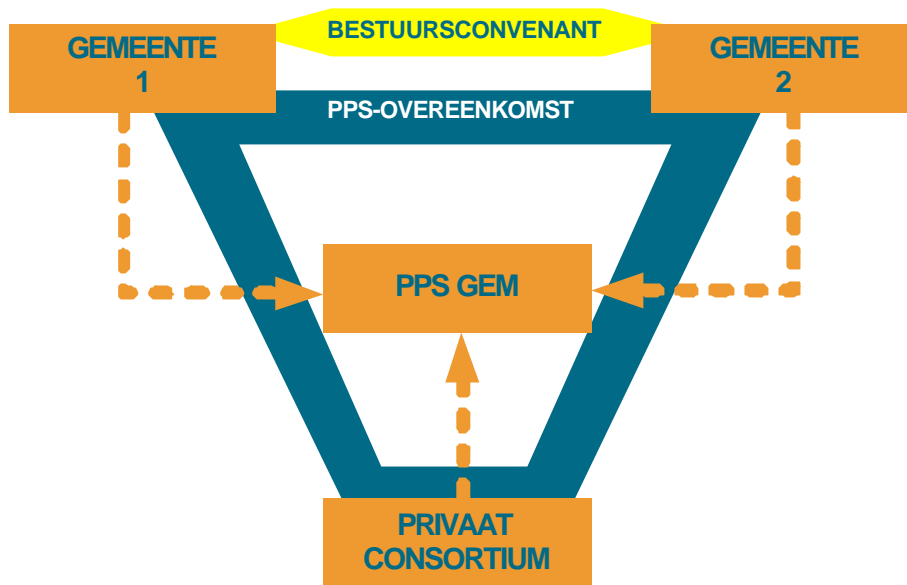 BESTUURSCONVENANT
GEMEENTE
1
GEMEENTE
2
PPS-OVEREENKOMST
PPS GEM
PRIVAAT
CONSORTIUM